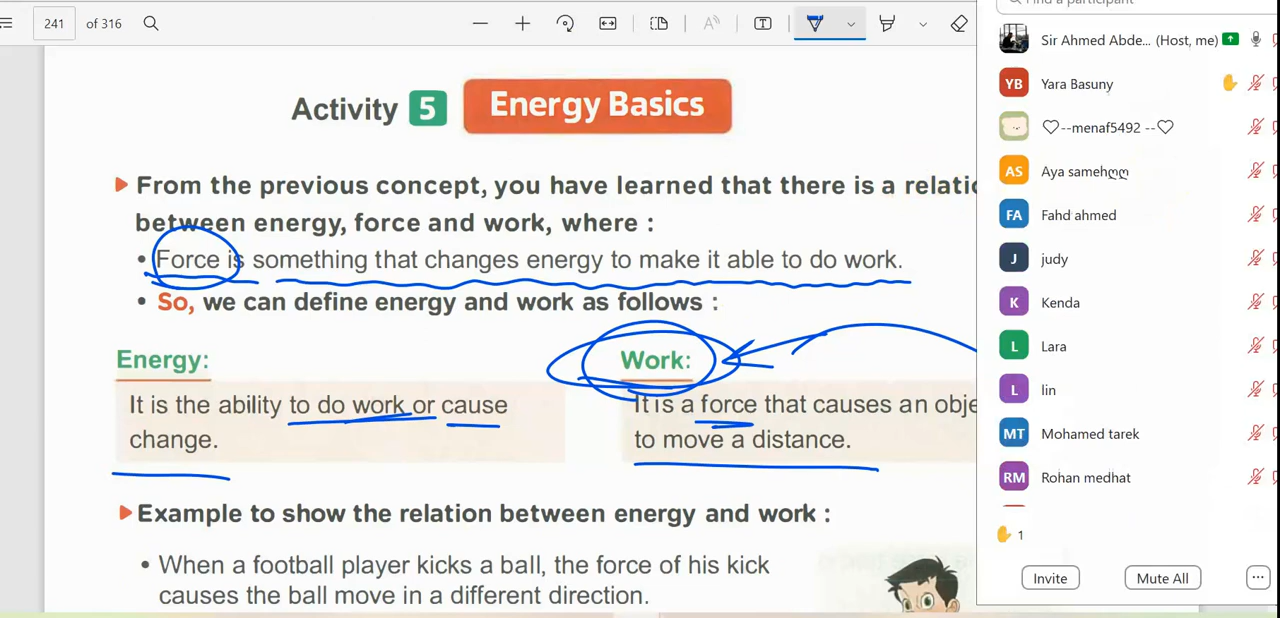 241 of 316
Activity 5 Energy Basics
From the previous concept, you have learned that there is a
between energy, force and work, where :
• Force is something that changes energy to make it able to do work.
• So, we can define energy and work as follows :
Energy:
It is the ability to do work or cause
change.
Work:
It is a force that causes an
to move a distance.
Example to show the relation between energy and work :
• When a football player kicks a ball, the force of his kick
causes the ball move in a different direction.
Find a participant
Sir Ahmed Abde... (Host, me)
YB Yara Basuny
♡--menaf5492 --♡
AS Aya samehღღ
FA Fahd ahmed
J judy
K Kenda
L Lara
L lin
MT Mohamed tarek
RM Rohan medhat
1
Invite
Mute All
...